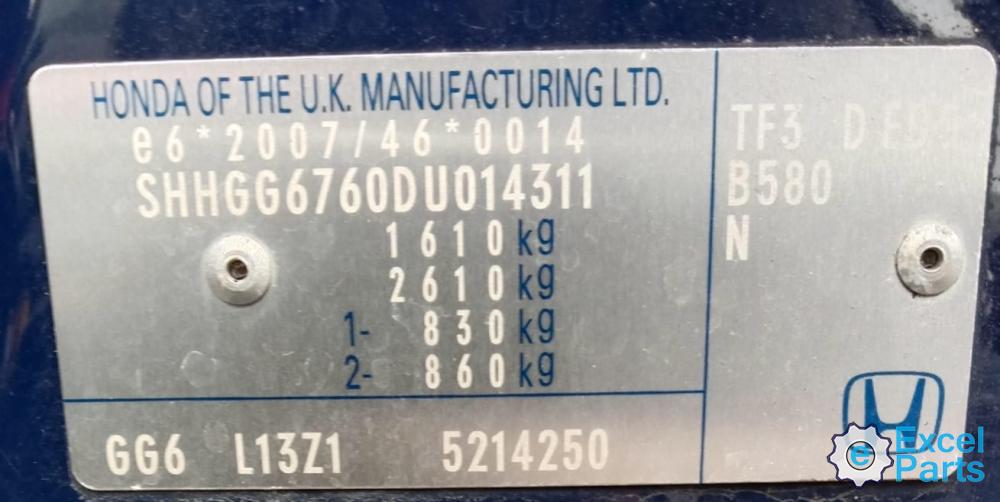 HONDA OF THE U.K. MANUFACTURING LTD.
e6*2007/46*0014
SHHGG6760DU014311
1610kg
2610kg
1- 830kg
2- 860kg
TF3
B580
N
GG6 L13Z1 5214250
e Excel
Parts